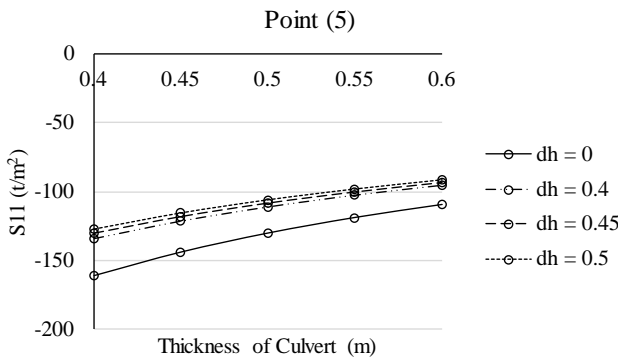 Point (5)
0
0.4 0.45 0.5 0.55 0.6
-50
-100
-150
-200
S11 (t/m²)
Thickness of Culvert (m)
dh = 0
dh = 0.4
dh = 0.45
dh = 0.5